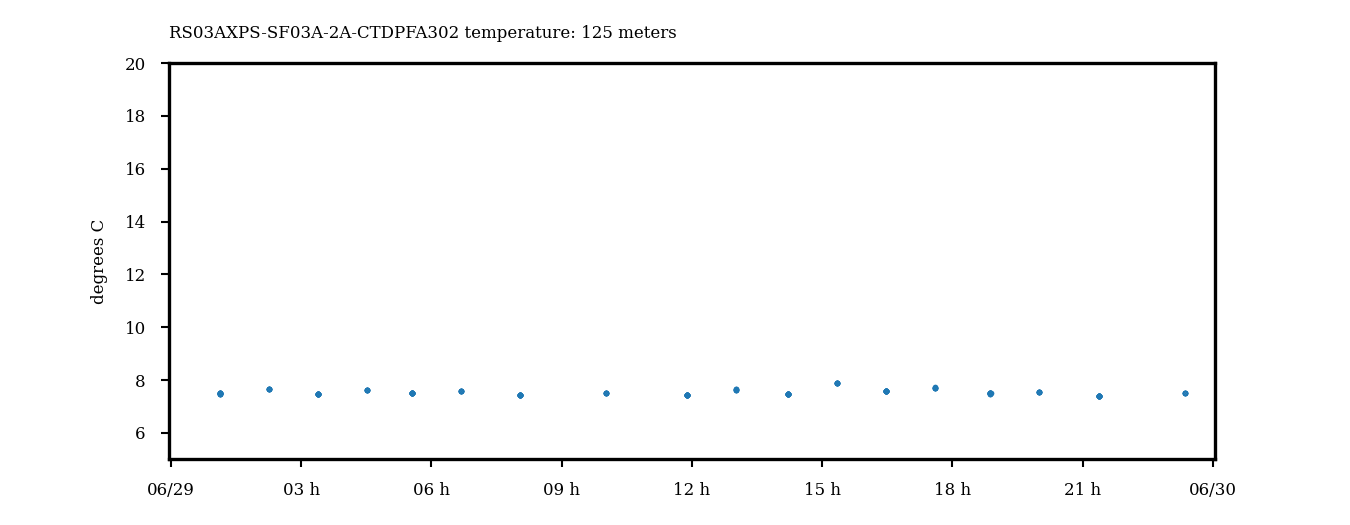 RS03AXPS-SF03A-2A-CTDPFA302 temperature: 125 meters
20
18
16
14
12
10
8
6
degrees C
06/29
03 h
06 h
09 h
12 h
15 h
18 h
21 h
06/30